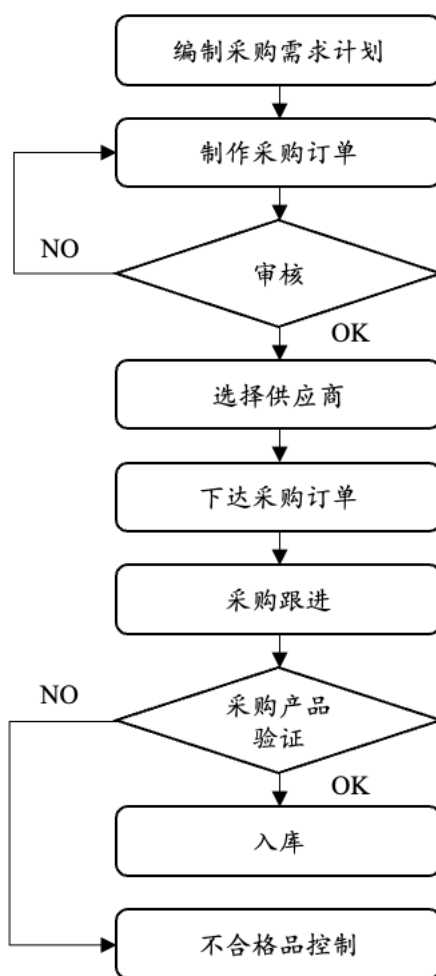 编制采购需求计划
制作采购订单
NO
审核
OK
选择供应商
下达采购订单
采购跟进
NO
采购产品
验证
OK
入库
不合格品控制